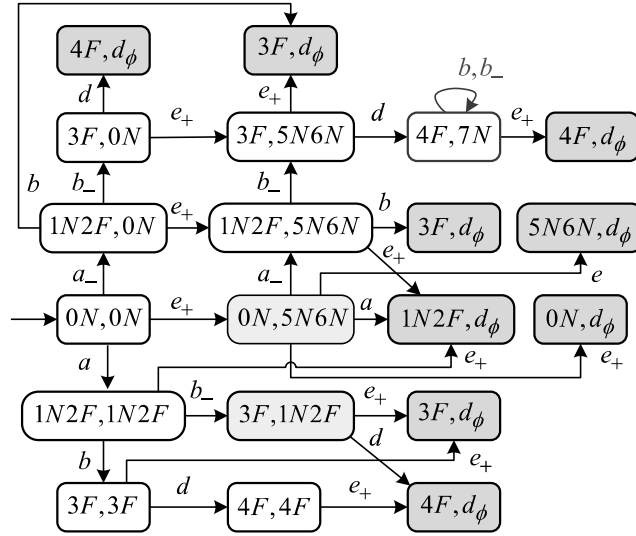 4F, d_ϕ
3F, d_ϕ
d
e_+
b, b_−
3F, 0N
e_+
3F, 5N6N
d
4F, 7N
e_+
4F, d_ϕ
b
b_−
b_−
1N2F, 0N
e_+
1N2F, 5N6N
b
3F, d_ϕ
5N6N, d_ϕ
a_−
a_−
e_+
e
0N, 0N
e_+
0N, 5N6N
a
1N2F, d_ϕ
0N, d_ϕ
a
e_+
e_+
1N2F, 1N2F
b_−
3F, 1N2F
e_+
3F, d_ϕ
b
d
e_+
3F, 3F
d
4F, 4F
e_+
4F, d_ϕ